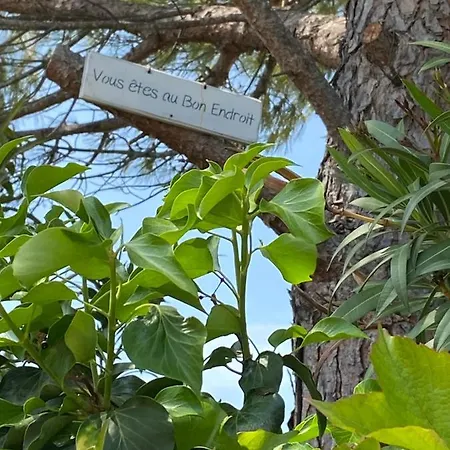 Vous êtes au Bon Endroit